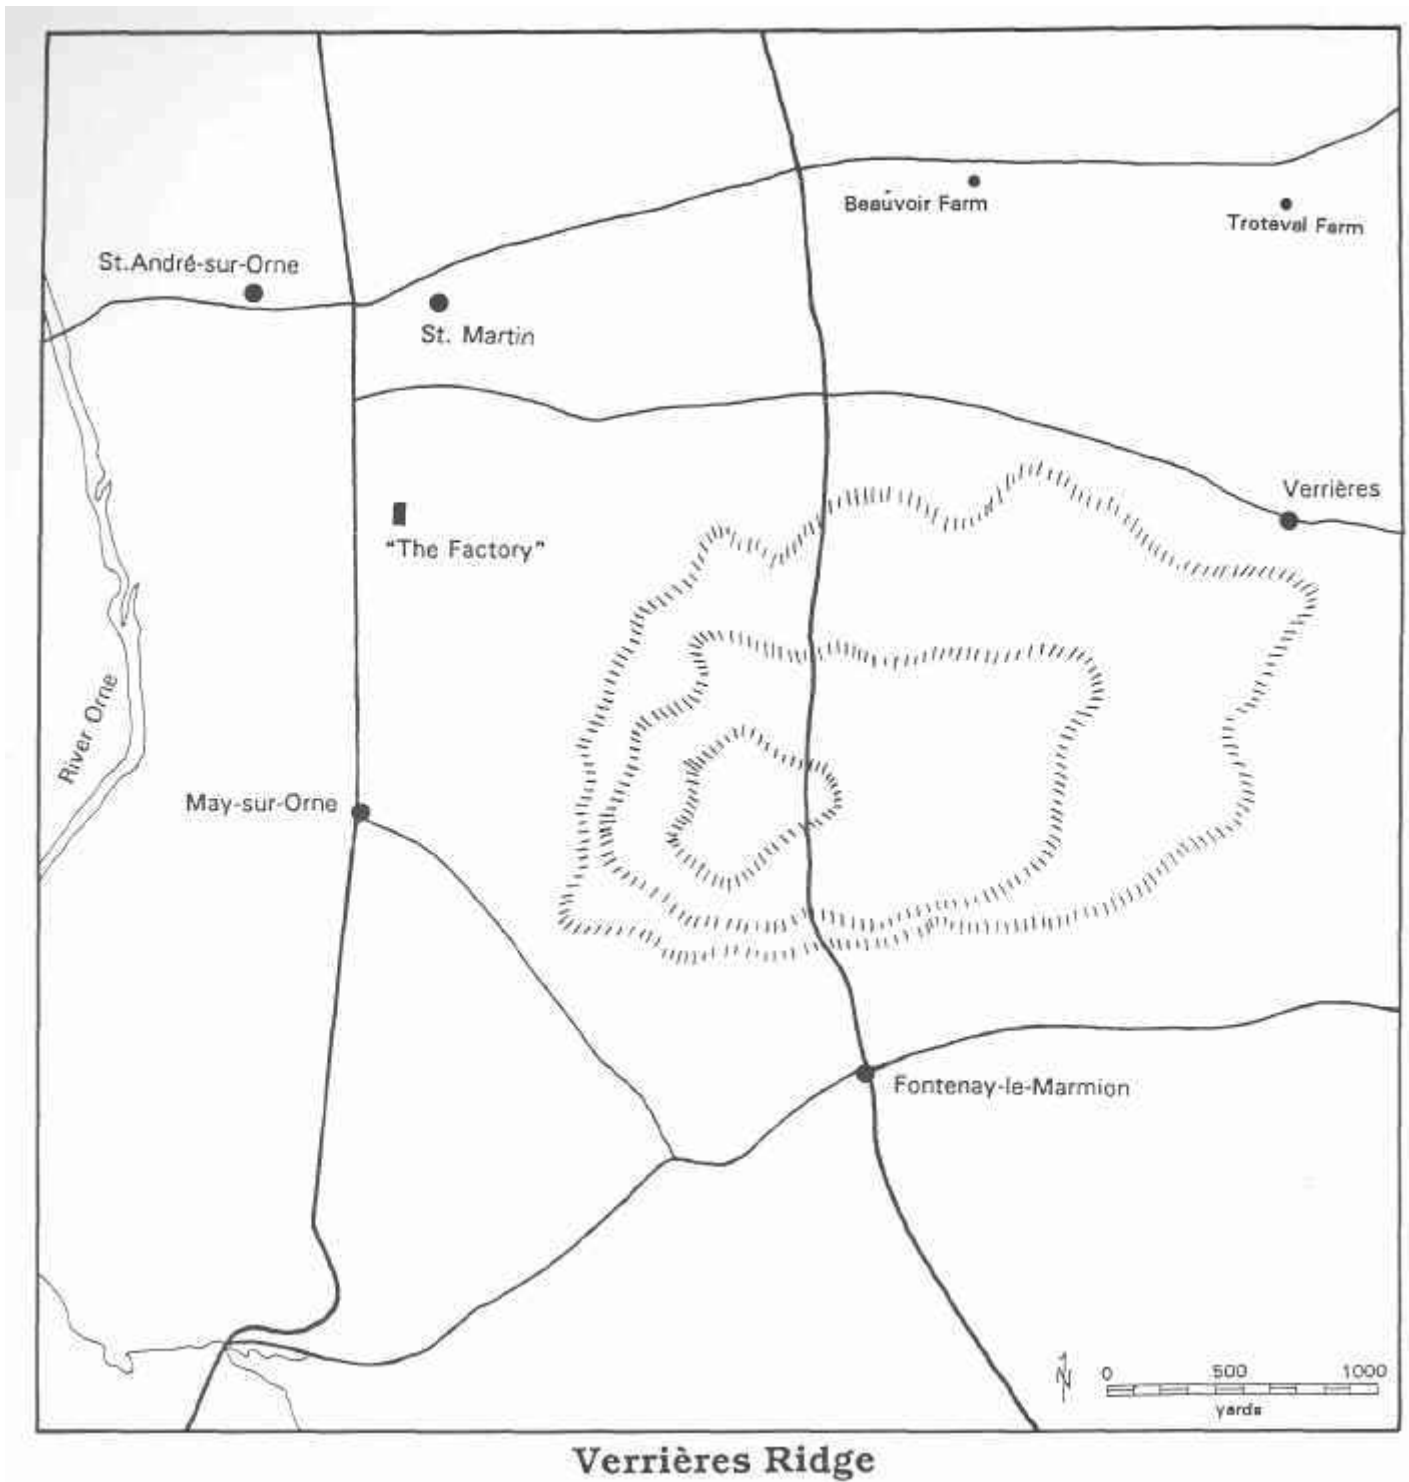 Beauvoir Farm
Troteval Farm
St.André-sur-Orne
St. Martin
Verrières
"The Factory"
River Orne
May-sur-Orne
Fontenay-le-Marmion
N
0 500 1000
yards
Verrières Ridge